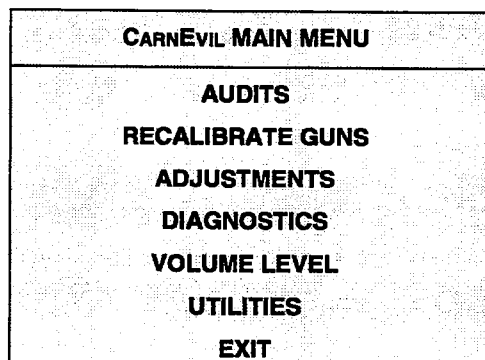 CARNEVIL MAIN MENU
AUDITS
RECALIBRATE GUNS
ADJUSTMENTS
DIAGNOSTICS
VOLUME LEVEL
UTILITIES
EXIT